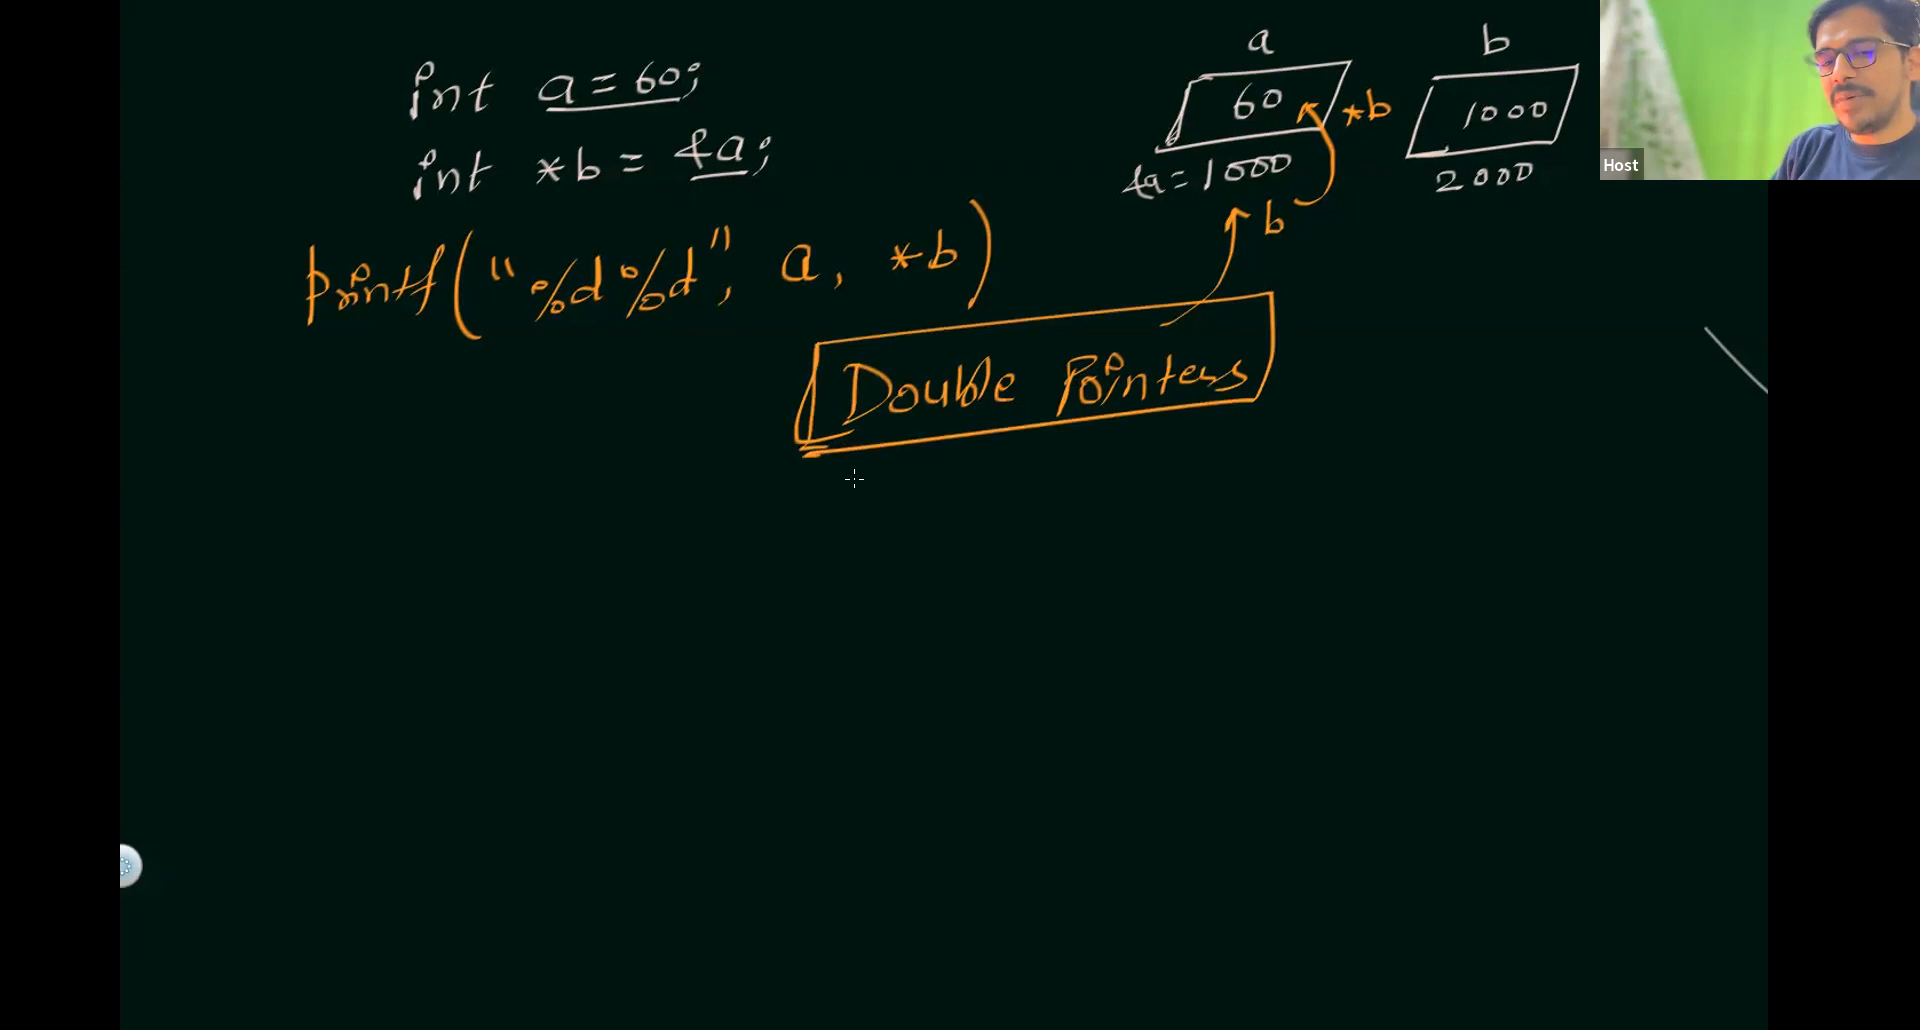 int a = 60;
int *b = &a;
printf("%d%d", a, *b)
Double Pointers
a
60
*b
&a = 1000
b
b
1000
2000
Host